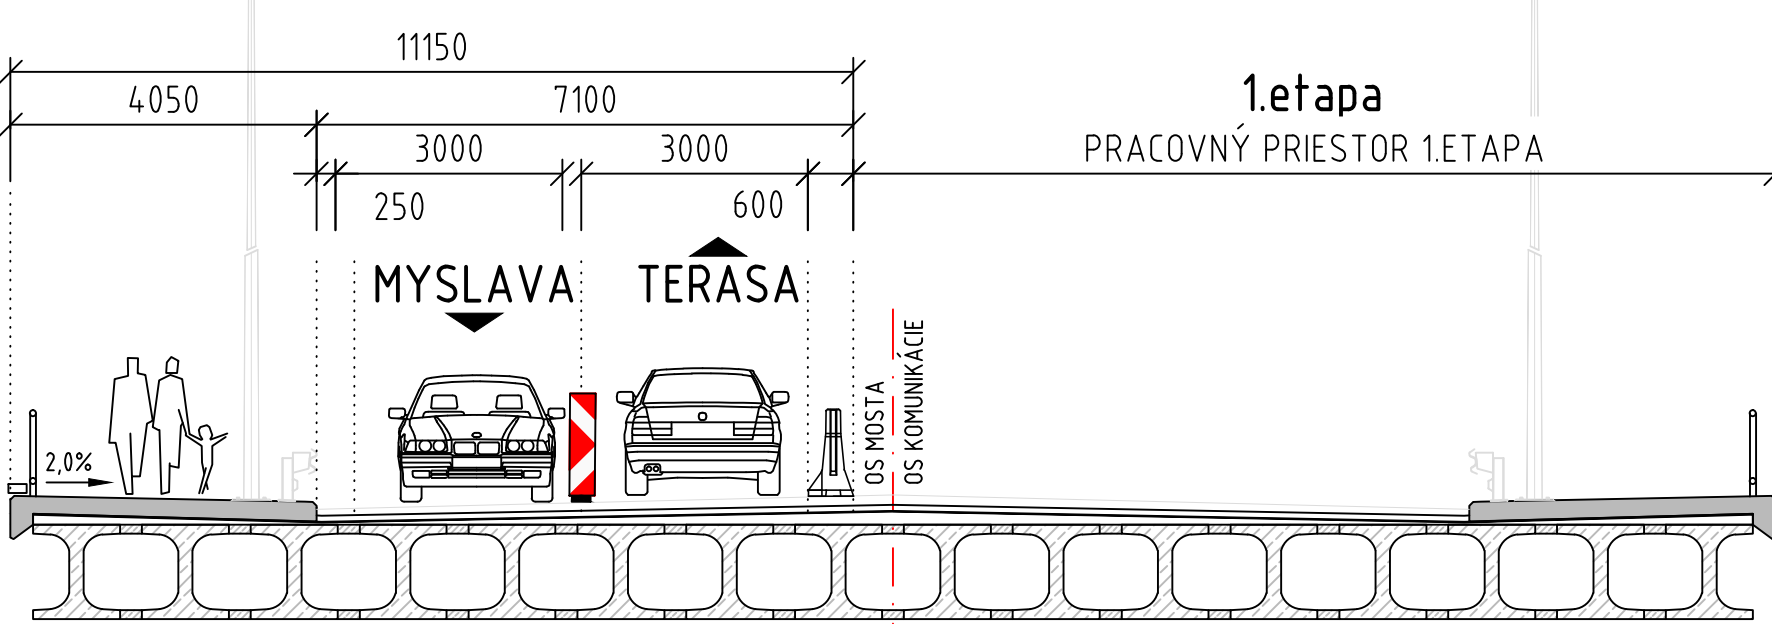 11150
4050
7100
1.etapa
3000
3000
PRACOVNÝ PRIESTOR 1.ETAPA
250
600
MYSLAVA
TERASA
2,0%
OS MOSTA
OS KOMUNIKÁCIE